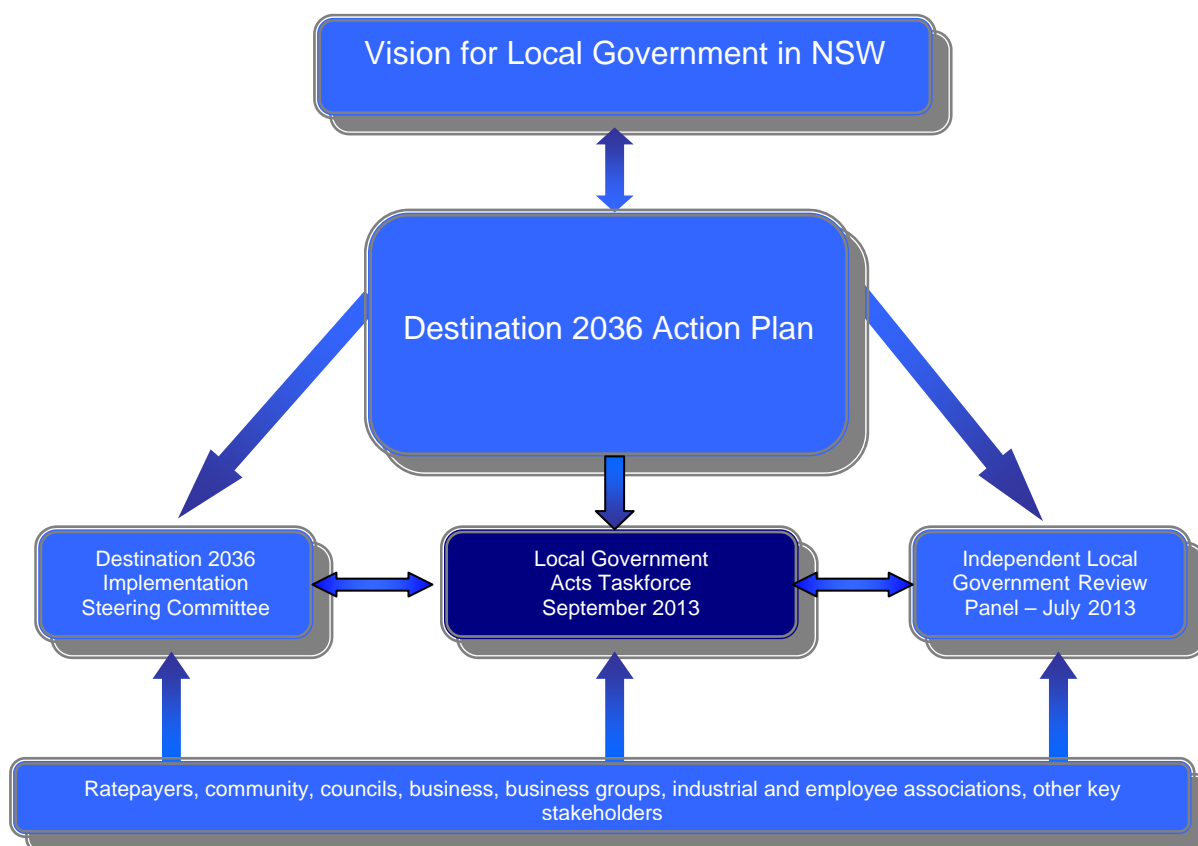 Vision for Local Government in NSW
Destination 2036 Action Plan
Destination 2036
Implementation
Steering Committee
Local Government
Acts Taskforce
September 2013
Independent Local
Government Review
Panel – July 2013
Ratepayers, community, councils, business, business groups, industrial and employee associations, other key
stakeholders